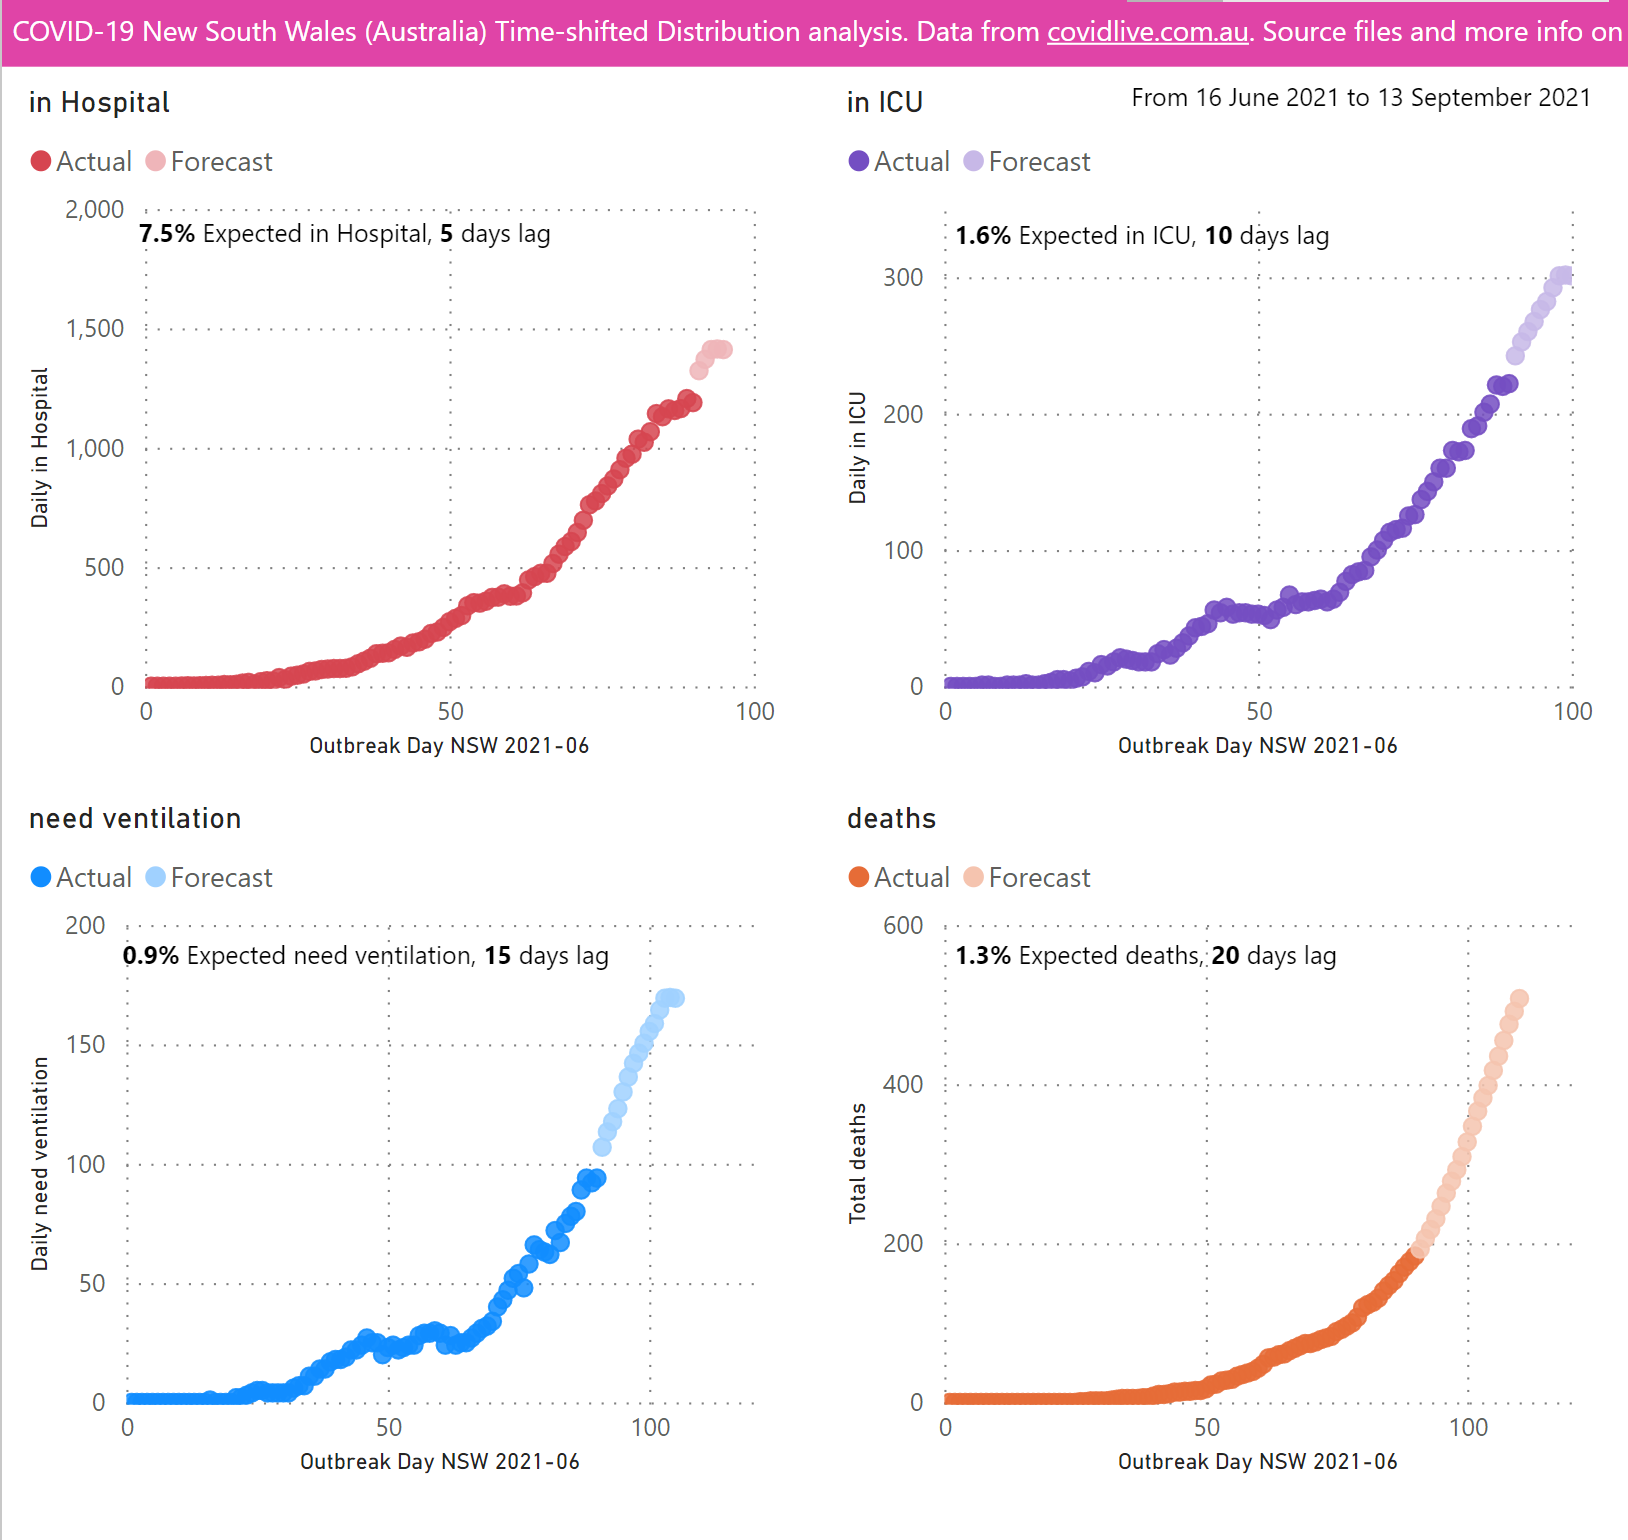 COVID-19 New South Wales (Australia) Time-shifted Distribution analysis. Data from covidlive.com.au. Source files and more info on
in Hospital
Actual Forecast
2,000
7.5% Expected in Hospital, 5 days lag
1,500
1,000
500
0
Daily in Hospital
0 50 100
Outbreak Day NSW 2021-06
in ICU
From 16 June 2021 to 13 September 2021
Actual Forecast
1.6% Expected in ICU, 10 days lag
300
200
100
0
Daily in ICU
0 50 100
Outbreak Day NSW 2021-06
need ventilation
Actual Forecast
200
0.9% Expected need ventilation, 15 days lag
150
100
50
0
Daily need ventilation
0 50 100
Outbreak Day NSW 2021-06
deaths
Actual Forecast
600
1.3% Expected deaths, 20 days lag
400
200
0
Total deaths
0 50 100
Outbreak Day NSW 2021-06